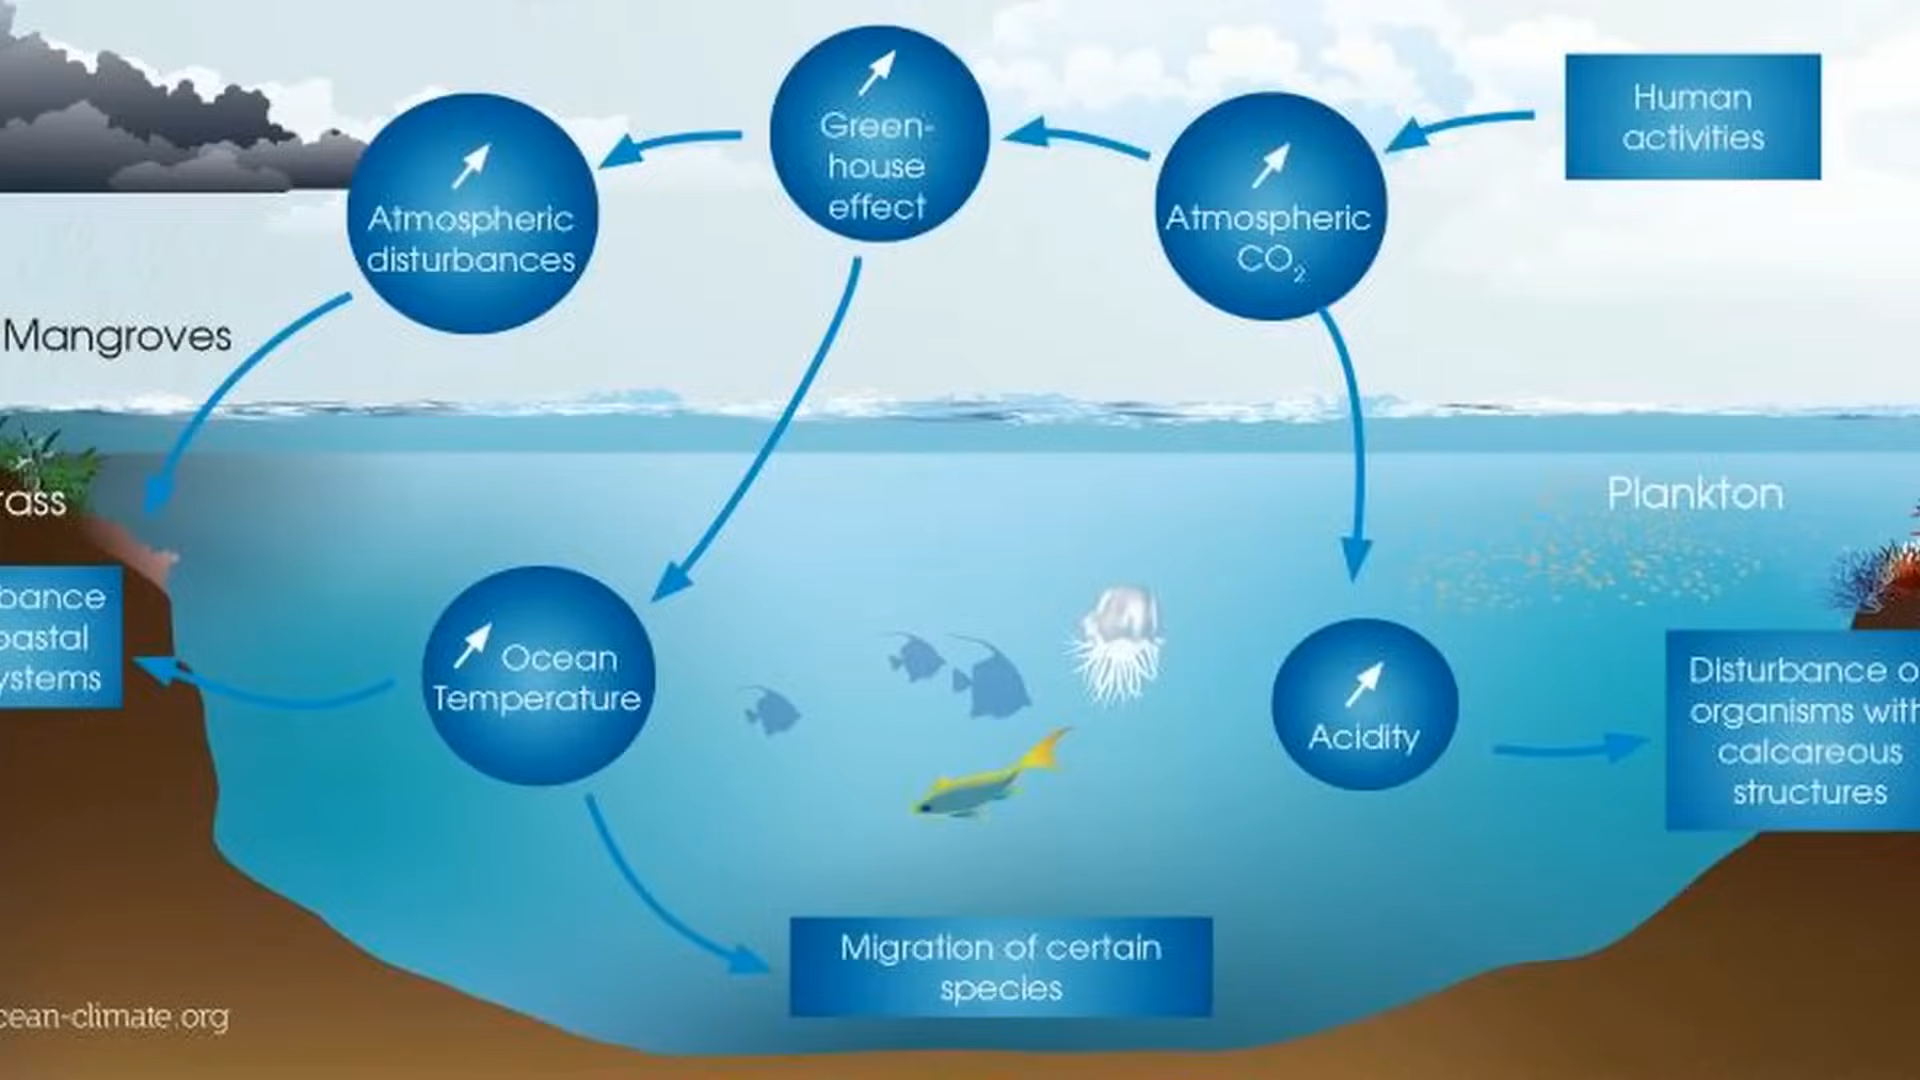 Green-
house
effect
Human
activities
Atmospheric
disturbances
Atmospheric
CO₂
Mangroves
rass
Plankton
bance
oastal
ystems
Ocean
Temperature
Acidity
Disturbance o
organisms with
calcareous
structures
Migration of certain
species
cean-climate.org